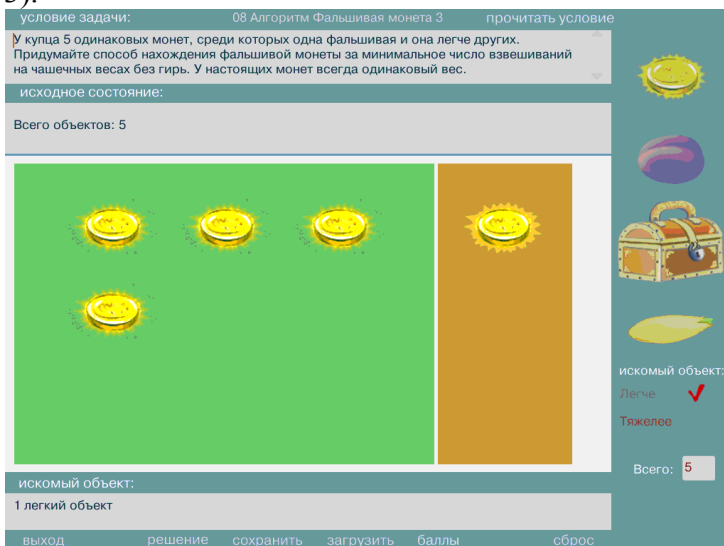 5).
условие задачи: 08 Алгоритм Фальшивая монета 3 прочитать условие
У купца 5 одинаковых монет, среди которых одна фальшивая и она легче других.
Придумайте способ нахождения фальшивой монеты за минимальное число взвешиваний
на чашечных весах без гирь. У настоящих монет всегда одинаковый вес.
исходное состояние:
Всего объектов: 5
искомый объект:
Легче
Тяжелее
Всего: 5
искомый объект:
1 легкий объект
выход решение сохранить загрузить баллы сброс